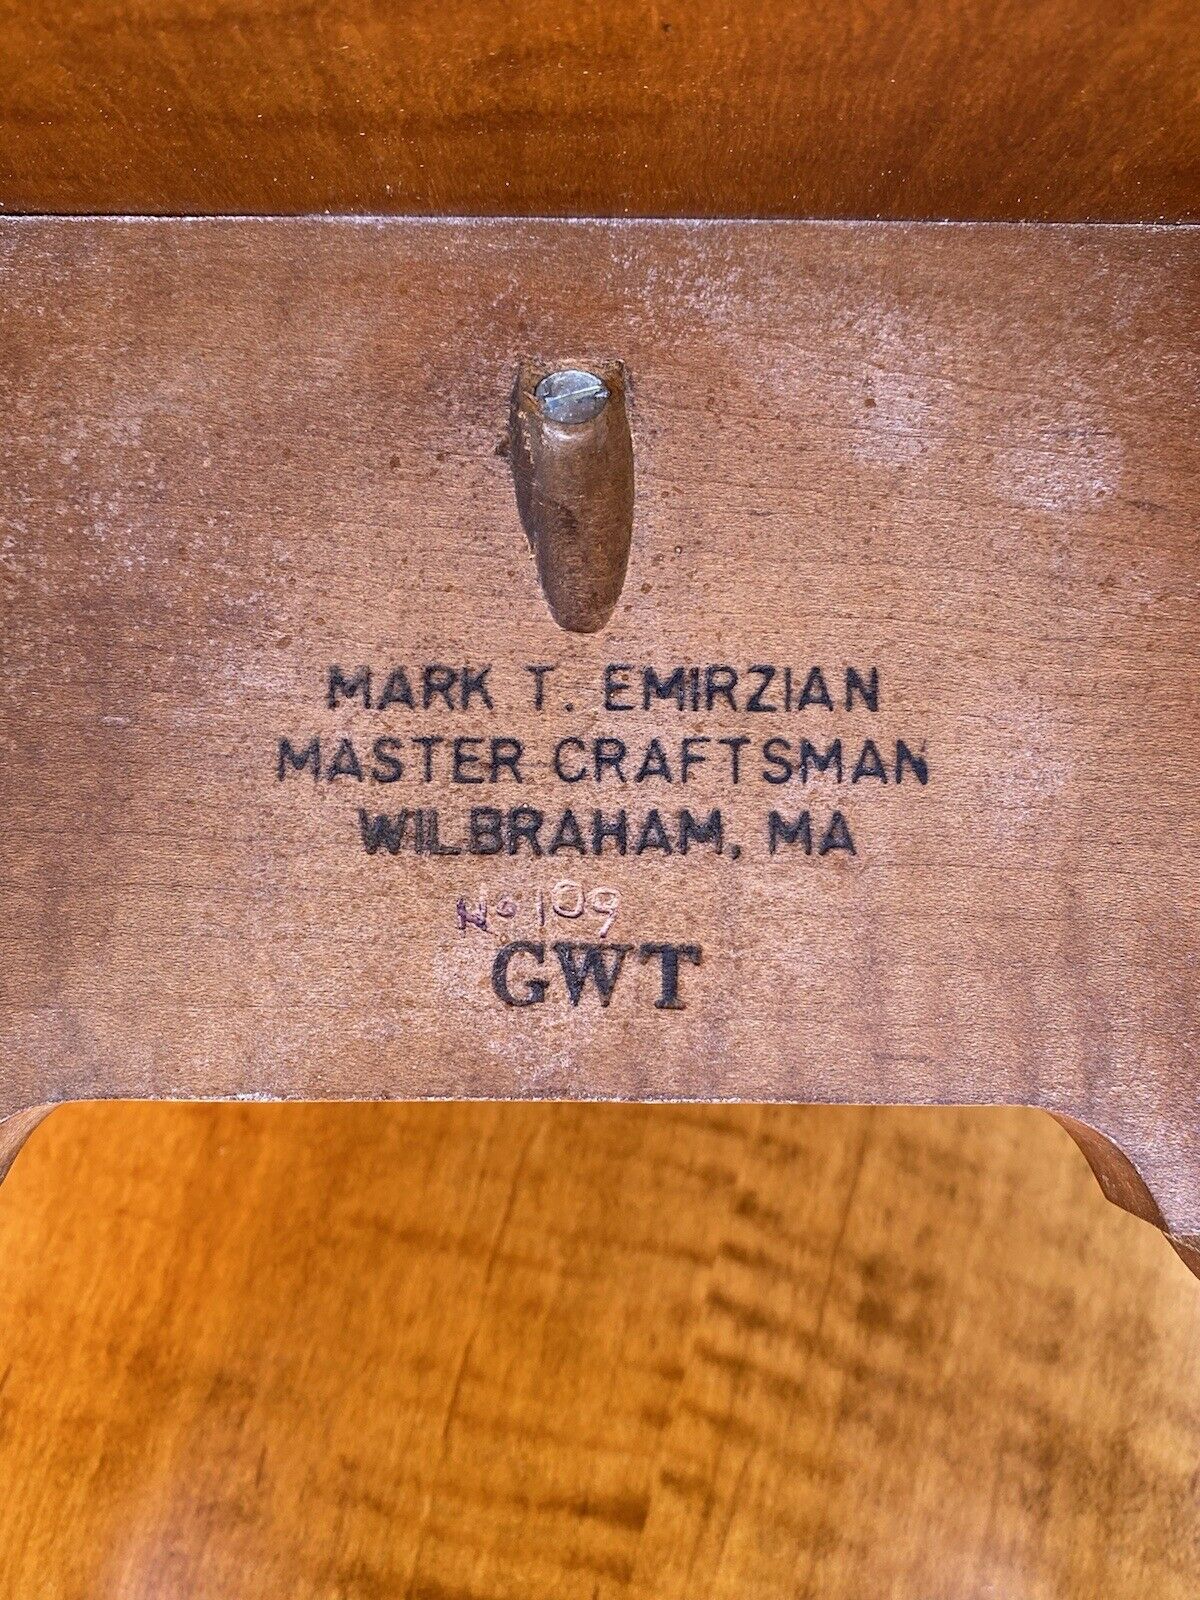 MARK T. EMIRZIAN
MASTER CRAFTSMAN
WILBRAHAM, MA
No 109
GWT